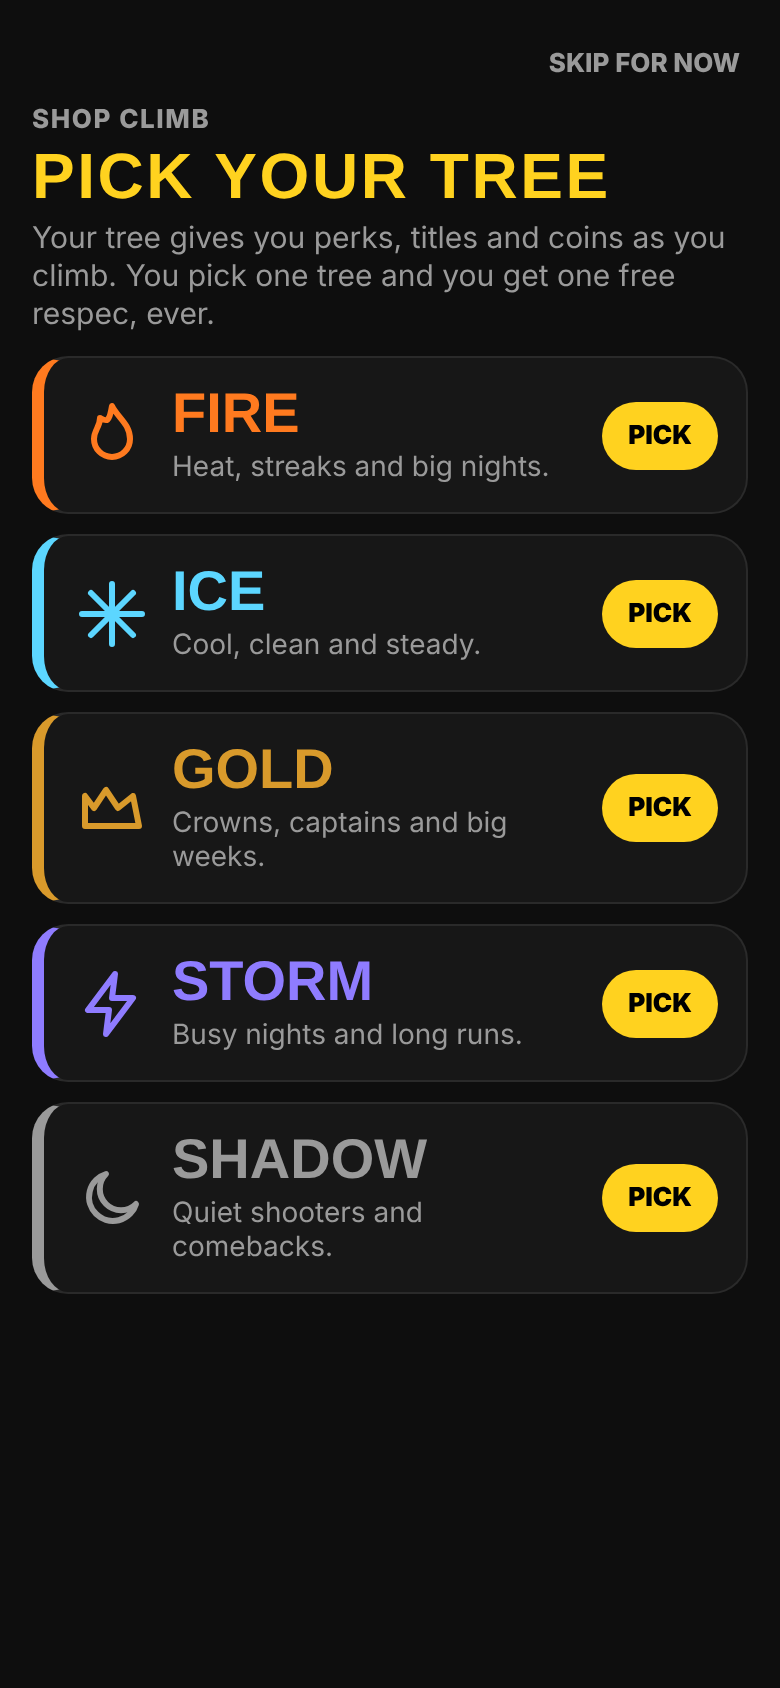 SKIP FOR NOW
SHOP CLIMB
PICK YOUR TREE
Your tree gives you perks, titles and coins as you
climb. You pick one tree and you get one free
respec, ever.
FIRE
Heat, streaks and big nights.
PICK
ICE
Cool, clean and steady.
PICK
GOLD
Crowns, captains and big
weeks.
PICK
STORM
Busy nights and long runs.
PICK
SHADOW
Quiet shooters and
comebacks.
PICK